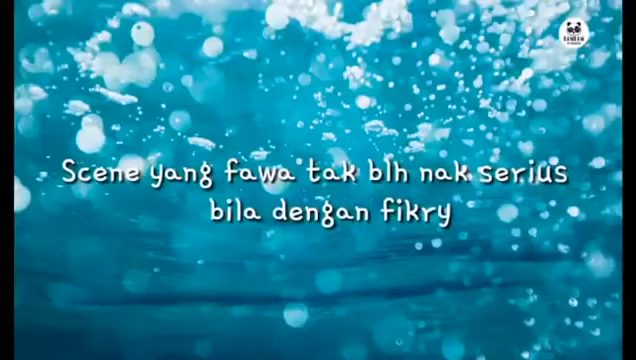 Scene yang fawa tak blh nak serius
bila dengan fikry